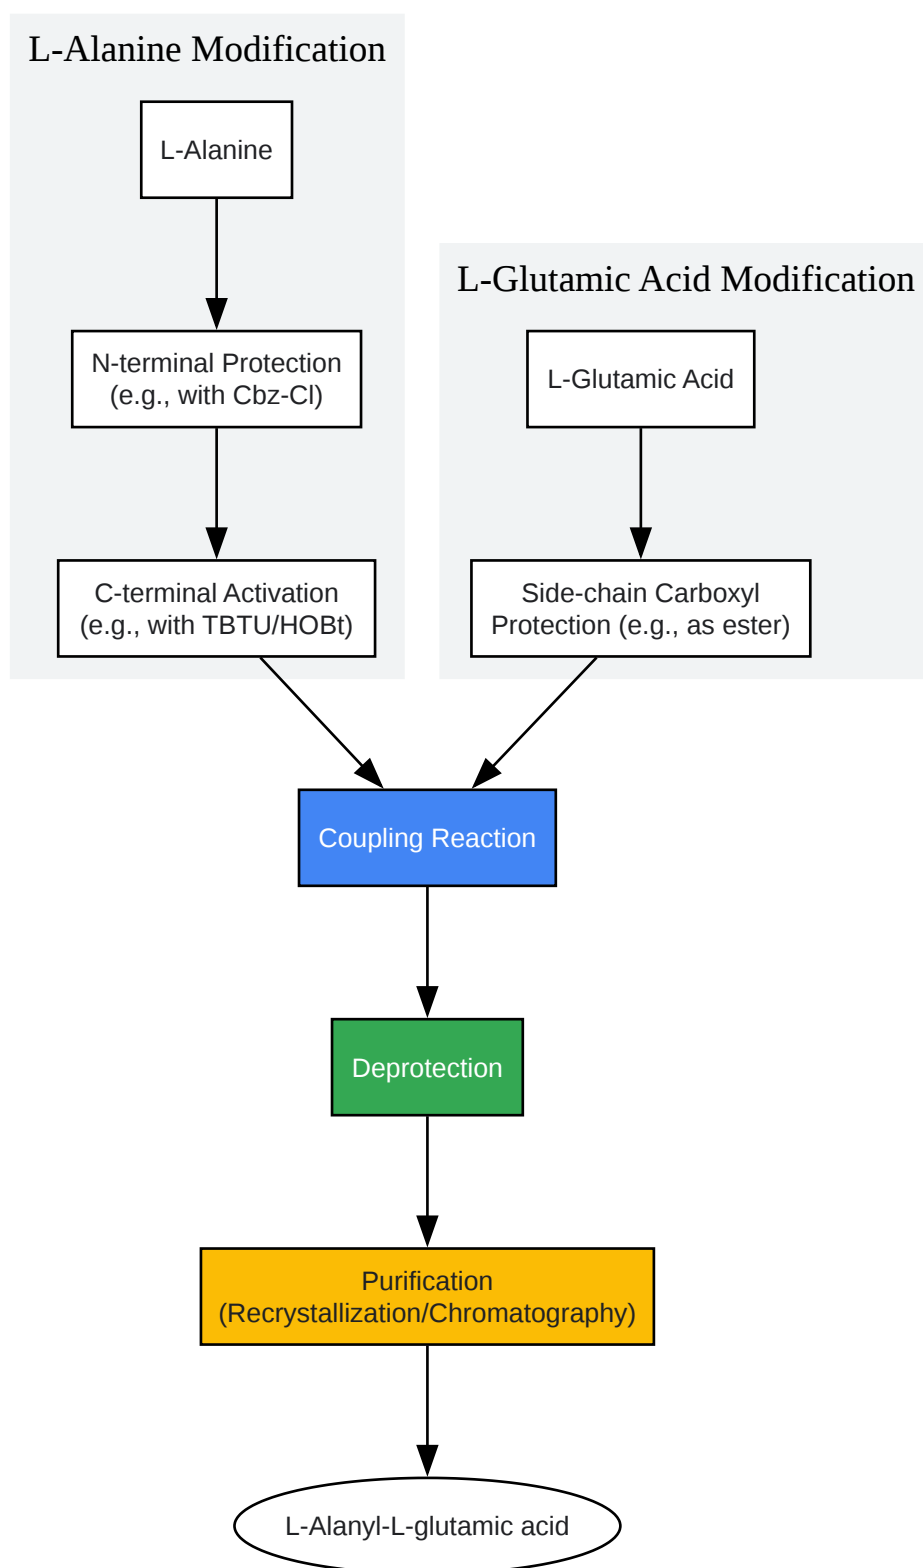 L-Alanine Modification
L-Alanine
N-terminal Protection
(e.g., with Cbz-Cl)
C-terminal Activation
(e.g., with TBTU/HOBt)
L-Glutamic Acid Modification
L-Glutamic Acid
Side-chain Carboxyl
Protection (e.g., as ester)
Coupling Reaction
Deprotection
Purification
(Recrystallization/Chromatography)
L-Alanyl-L-glutamic acid